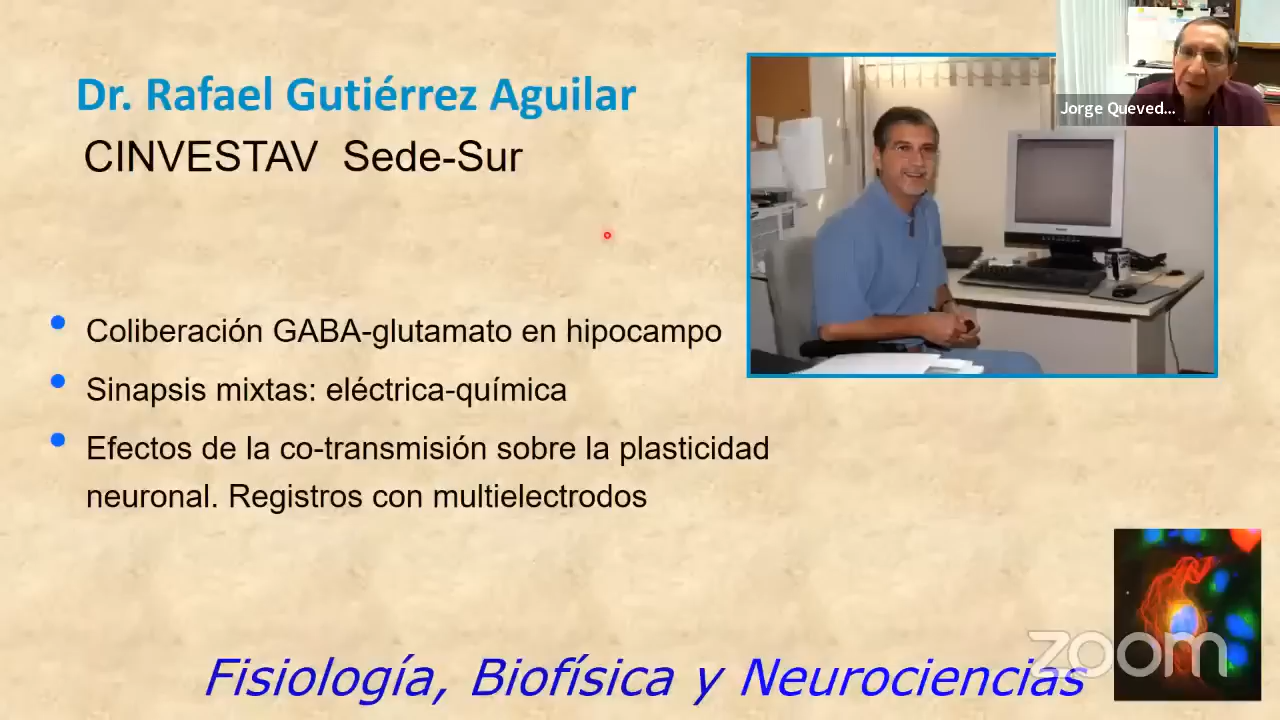 Dr. Rafael Gutiérrez Aguilar
CINVESTAV Sede-Sur
Jorge Queved...
• Coliberación GABA-glutamato en hipocampo
• Sinapsis mixtas: eléctrica-química
• Efectos de la co-transmisión sobre la plasticidad
neuronal. Registros con multielectrodos
Fisiología, Biofísica y Neurociencias
zoom